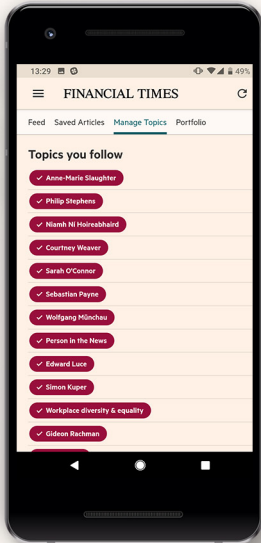 13:29
49%
FINANCIAL TIMES
Feed Saved Articles Manage Topics Portfolio
Topics you follow
Anne-Marie Slaughter
Philip Stephens
Niamh Ní Hoireabhaird
Courtney Weaver
Sarah O'Connor
Sebastian Payne
Wolfgang Münchau
Person in the News
Edward Luce
Simon Kuper
Workplace diversity & equality
Gideon Rachman